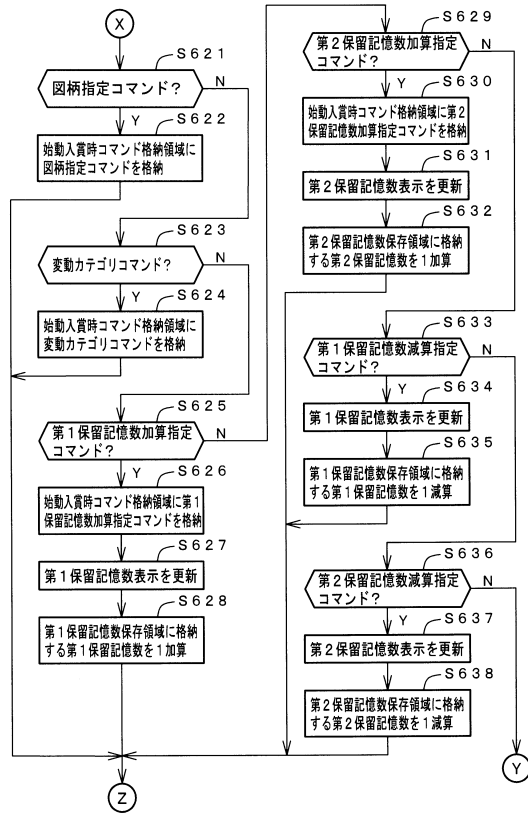 X
S621
図柄指定コマンド?
N
Y
S622
始動入賞時コマンド格納領域に
図柄指定コマンドを格納
S623
変動カテゴリコマンド?
N
Y
S624
始動入賞時コマンド格納領域に
変動カテゴリコマンドを格納
S625
第1保留記憶数加算指定
コマンド?
N
Y
S626
始動入賞時コマンド格納領域に第1
保留記憶数加算指定コマンドを格納
S627
第1保留記憶数表示を更新
S628
第1保留記憶数保存領域に格納
する第1保留記憶数を1加算
Z
S629
第2保留記憶数加算指定
コマンド?
N
Y
S630
始動入賞時コマンド格納領域に第2
保留記憶数加算指定コマンドを格納
S631
第2保留記憶数表示を更新
S632
第2保留記憶数保存領域に格納
する第2保留記憶数を1加算
S633
第1保留記憶数減算指定
コマンド?
N
Y
S634
第1保留記憶数表示を更新
S635
第1保留記憶数保存領域に格納
する第1保留記憶数を1減算
S636
第2保留記憶数減算指定
コマンド?
N
Y
S637
第2保留記憶数表示を更新
S638
第2保留記憶数保存領域に格納
する第2保留記憶数を1減算
Y